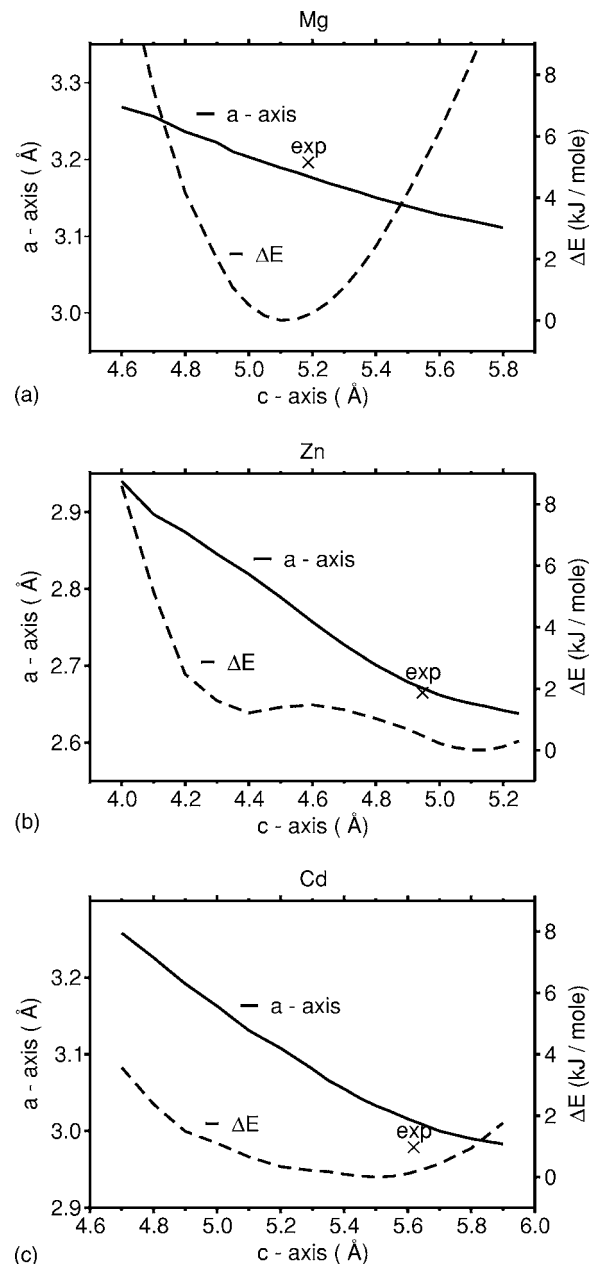 Mg
3.3
3.2
3.1
3.0
a - axis ( Å)
a - axis
exp
ΔE
8
6
4
2
0
ΔE (kJ / mole)
4.6 4.8 5.0 5.2 5.4 5.6 5.8
c - axis ( Å)
(a)
Zn
2.9
2.8
2.7
2.6
a - axis ( Å)
a - axis
ΔE
exp
8
6
4
2
0
ΔE (kJ / mole)
4.0 4.2 4.4 4.6 4.8 5.0 5.2
c - axis ( Å)
(b)
Cd
3.2
3.1
3.0
2.9
a - axis ( Å)
a - axis
ΔE
exp
8
6
4
2
0
ΔE (kJ / mole)
4.6 4.8 5.0 5.2 5.4 5.6 5.8 6.0
c - axis ( Å)
(c)